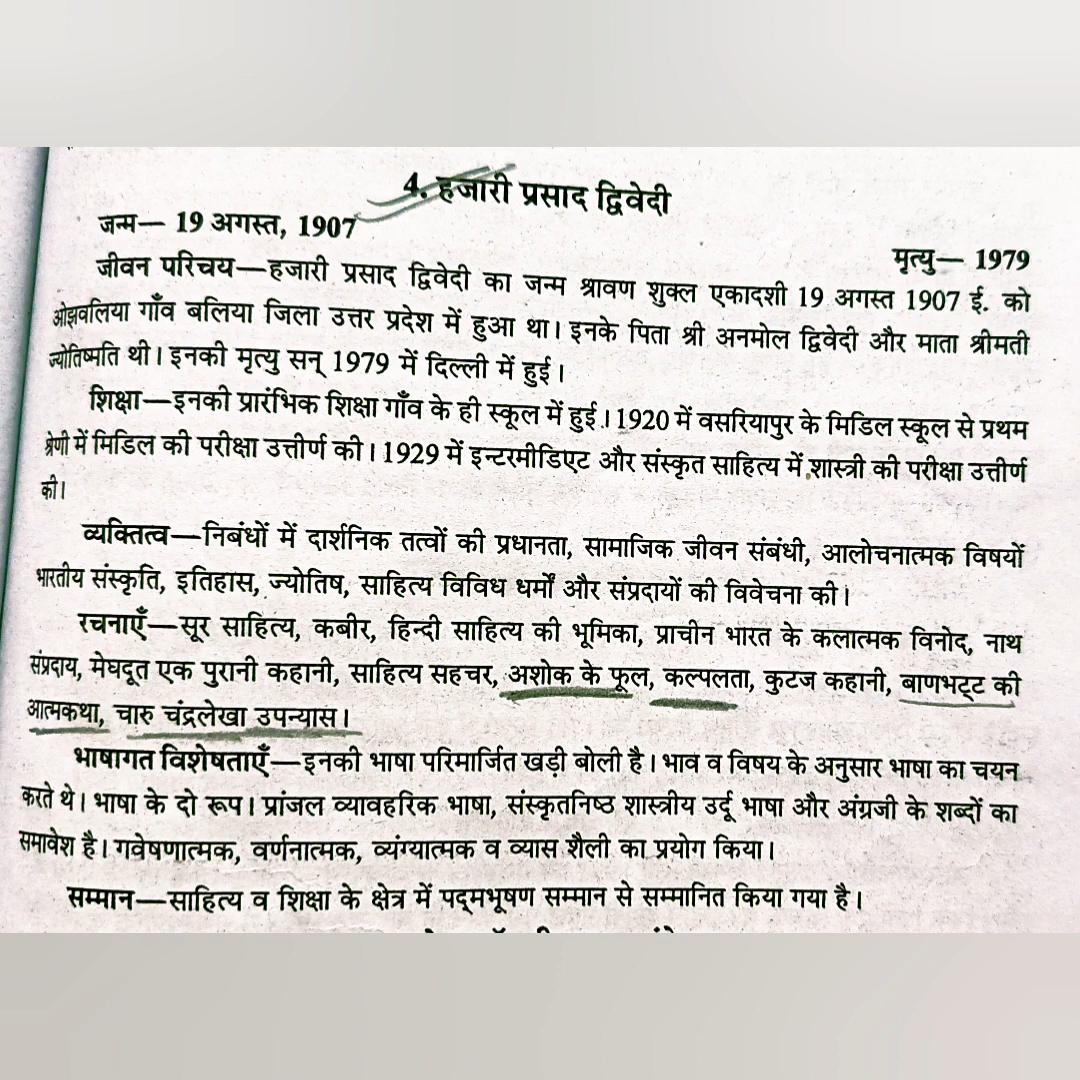 4. हजारी प्रसाद द्विवेदी
जन्म— 19 अगस्त, 1907
मृत्यु— 1979
जीवन परिचय—हजारी प्रसाद द्विवेदी का जन्म श्रावण शुक्ल एकादशी 19 अगस्त 1907 ई. को
ओझवलिया गाँव बलिया जिला उत्तर प्रदेश में हुआ था। इनके पिता श्री अनमोल द्विवेदी और माता श्रीमती
ज्योतिष्मति थी। इनकी मृत्यु सन् 1979 में दिल्ली में हुई।
शिक्षा—इनकी प्रारंभिक शिक्षा गाँव के ही स्कूल में हुई। 1920 में वसरियापुर के मिडिल स्कूल से प्रथम
श्रेणी में मिडिल की परीक्षा उत्तीर्ण की। 1929 में इन्टरमीडिएट और संस्कृत साहित्य में शास्त्री की परीक्षा उत्तीर्ण
की।
व्यक्तित्व—निबंधों में दार्शनिक तत्वों की प्रधानता, सामाजिक जीवन संबंधी, आलोचनात्मक विषयों
भारतीय संस्कृति, इतिहास, ज्योतिष, साहित्य विविध धर्मों और संप्रदायों की विवेचना की।
रचनाएँ—सूर साहित्य, कबीर, हिन्दी साहित्य की भूमिका, प्राचीन भारत के कलात्मक विनोद, नाथ
संप्रदाय, मेघदूत एक पुरानी कहानी, साहित्य सहचर, अशोक के फूल, कल्पलता, कुटज कहानी, बाणभट्ट की
आत्मकथा, चारु चंद्रलेखा उपन्यास।
भाषागत विशेषताएँ—इनकी भाषा परिमार्जित खड़ी बोली है। भाव व विषय के अनुसार भाषा का चयन
करते थे। भाषा के दो रूप। प्रांजल व्यावहरिक भाषा, संस्कृतनिष्ठ शास्त्रीय उर्दू भाषा और अंग्रजी के शब्दों का
समावेश है। गवेषणात्मक, वर्णनात्मक, व्यंग्यात्मक व व्यास शैली का प्रयोग किया।
सम्मान—साहित्य व शिक्षा के क्षेत्र में पद्मभूषण सम्मान से सम्मानित किया गया है।